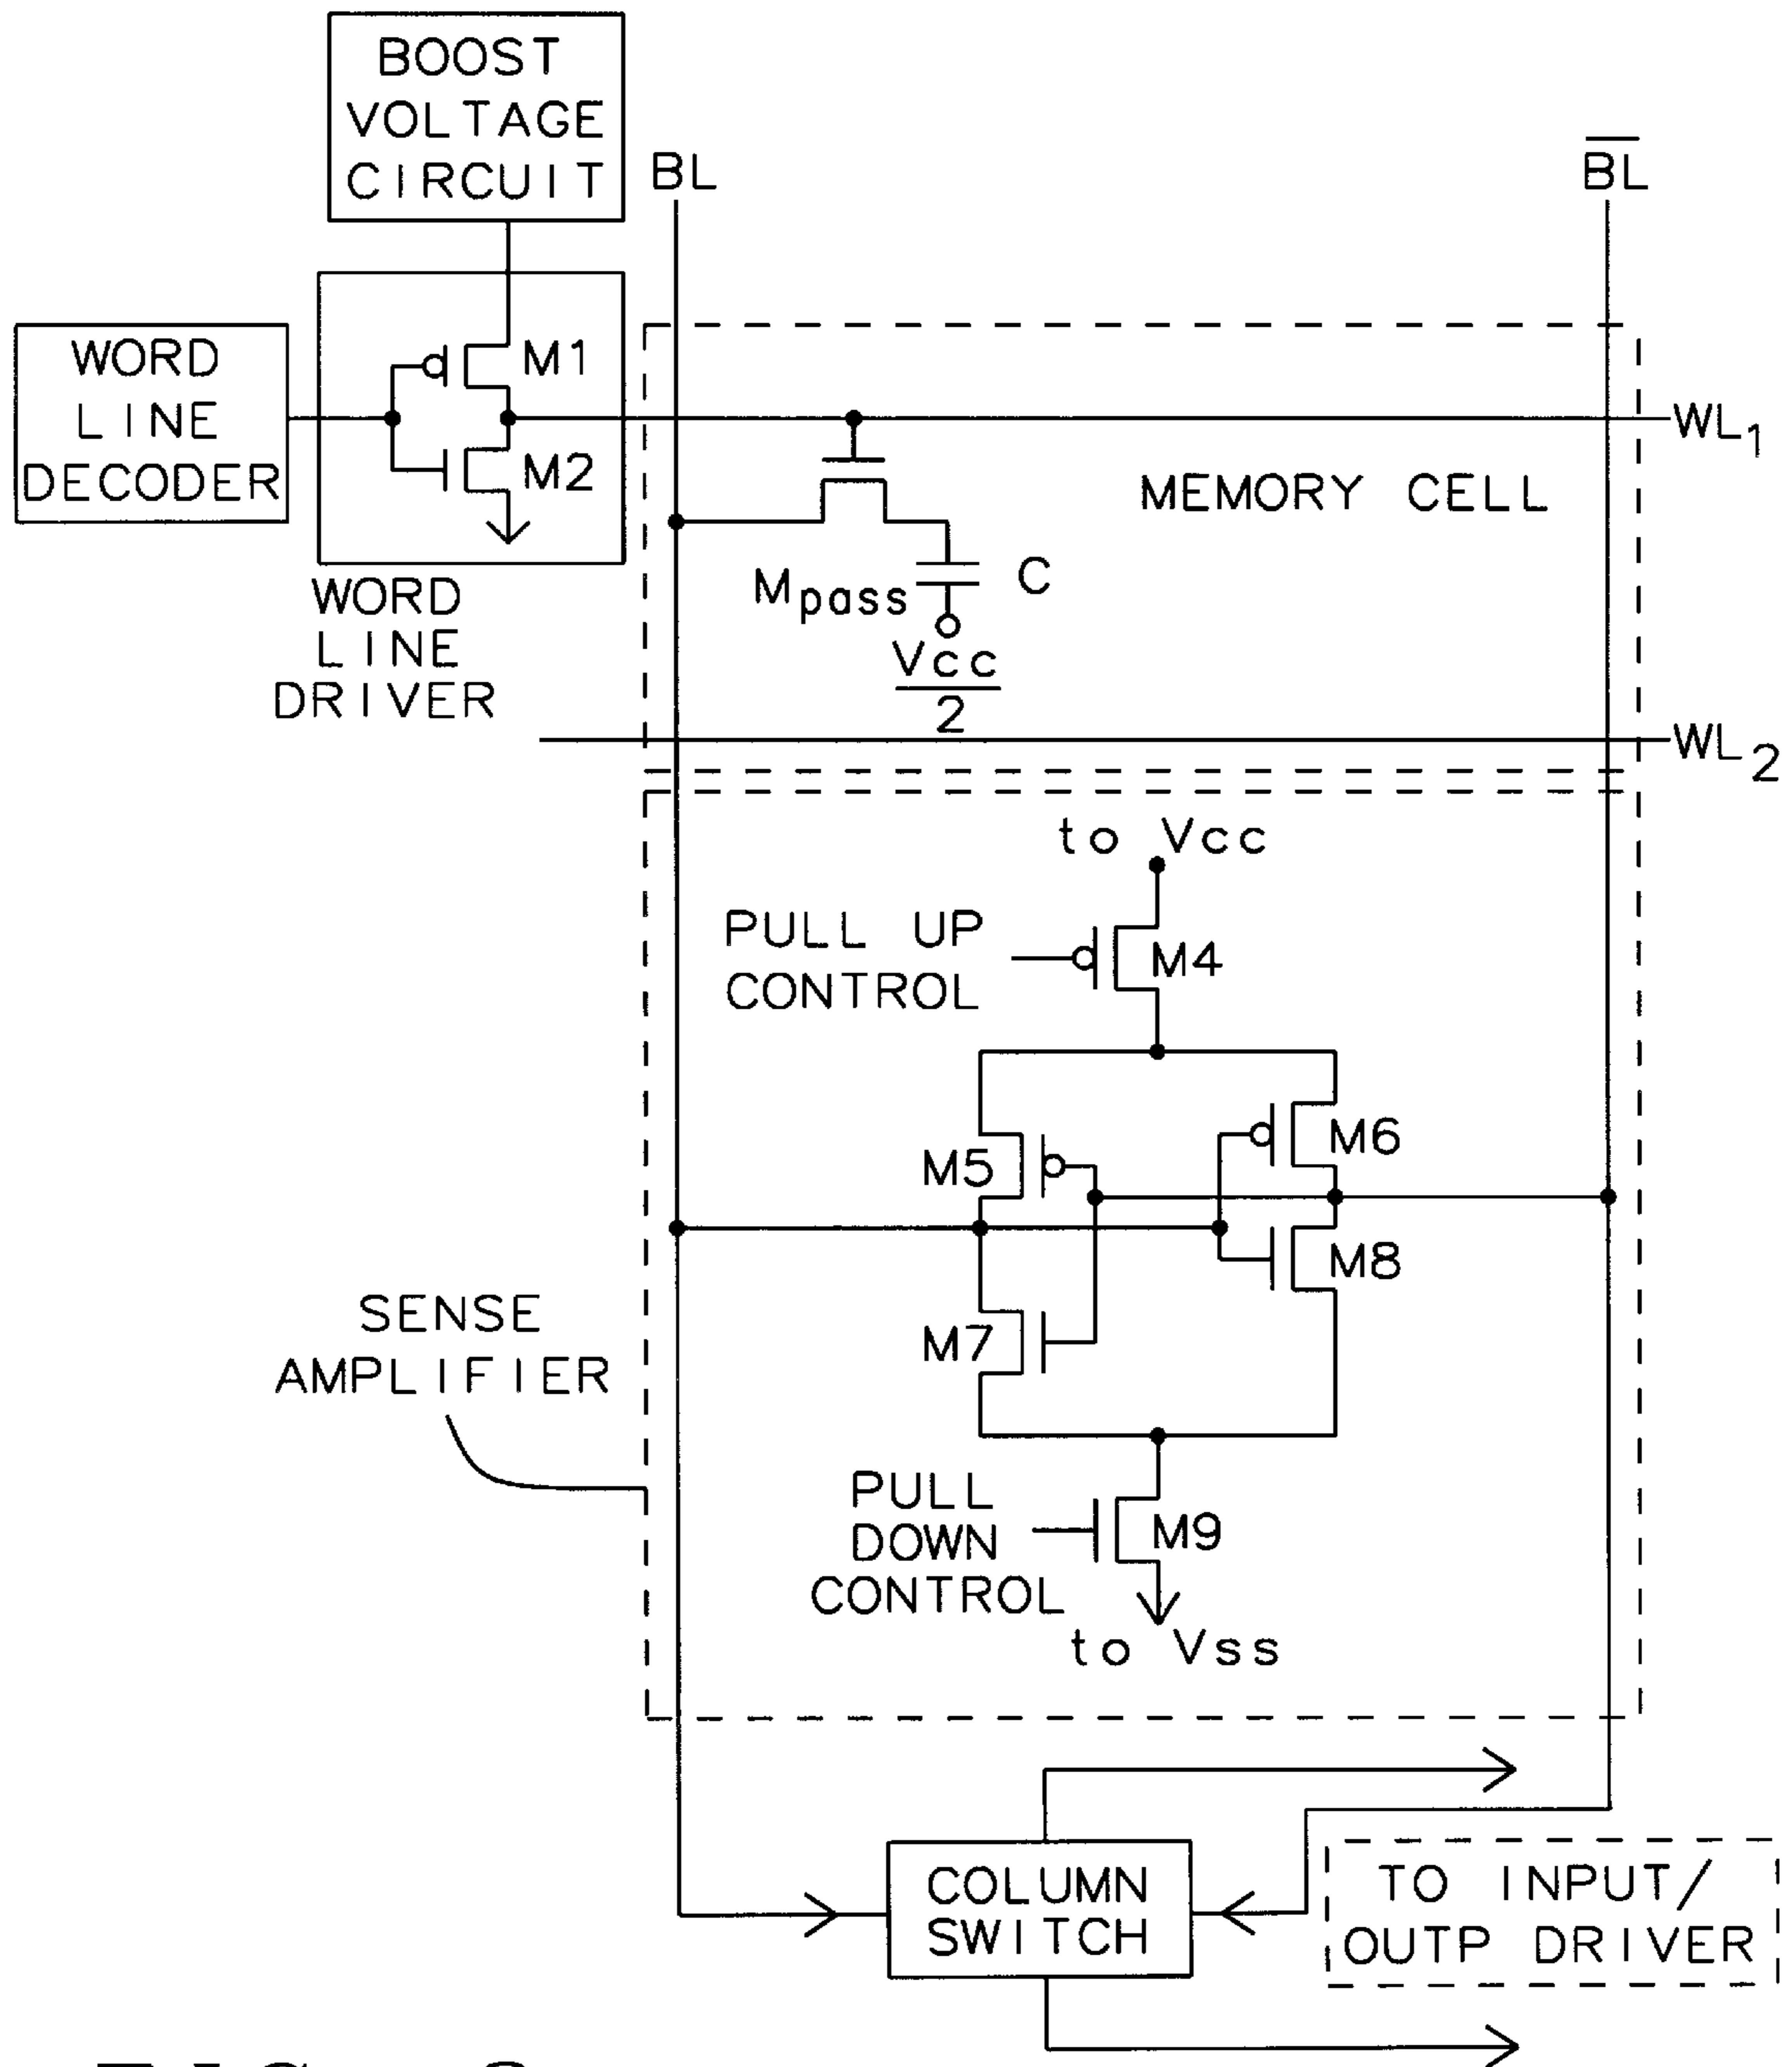 BOOST
VOLTAGE
CIRCUIT
BL
BL
WORD
LINE
DECODER
M1
M2
WL1
MEMORY CELL
Mpass
C
Vcc
2
WORD
LINE
DRIVER
WL2
to Vcc
PULL UP
CONTROL
M4
M5
M6
M7
M8
SENSE
AMPLIFIER
PULL
DOWN
CONTROL
M9
to Vss
COLUMN
SWITCH
TO INPUT/
OUTP DRIVER